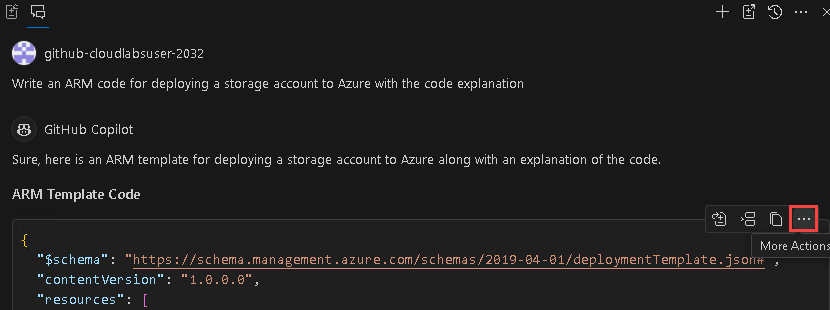 github-cloudlabsuser-2032
Write an ARM code for deploying a storage account to Azure with the code explanation
GitHub Copilot
Sure, here is an ARM template for deploying a storage account to Azure along with an explanation of the code.
ARM Template Code
More Actions
{
"$schema": "https://schema.management.azure.com/schemas/2019-04-01/deploymentTemplate.json#",
"contentVersion": "1.0.0.0",
"resources": [